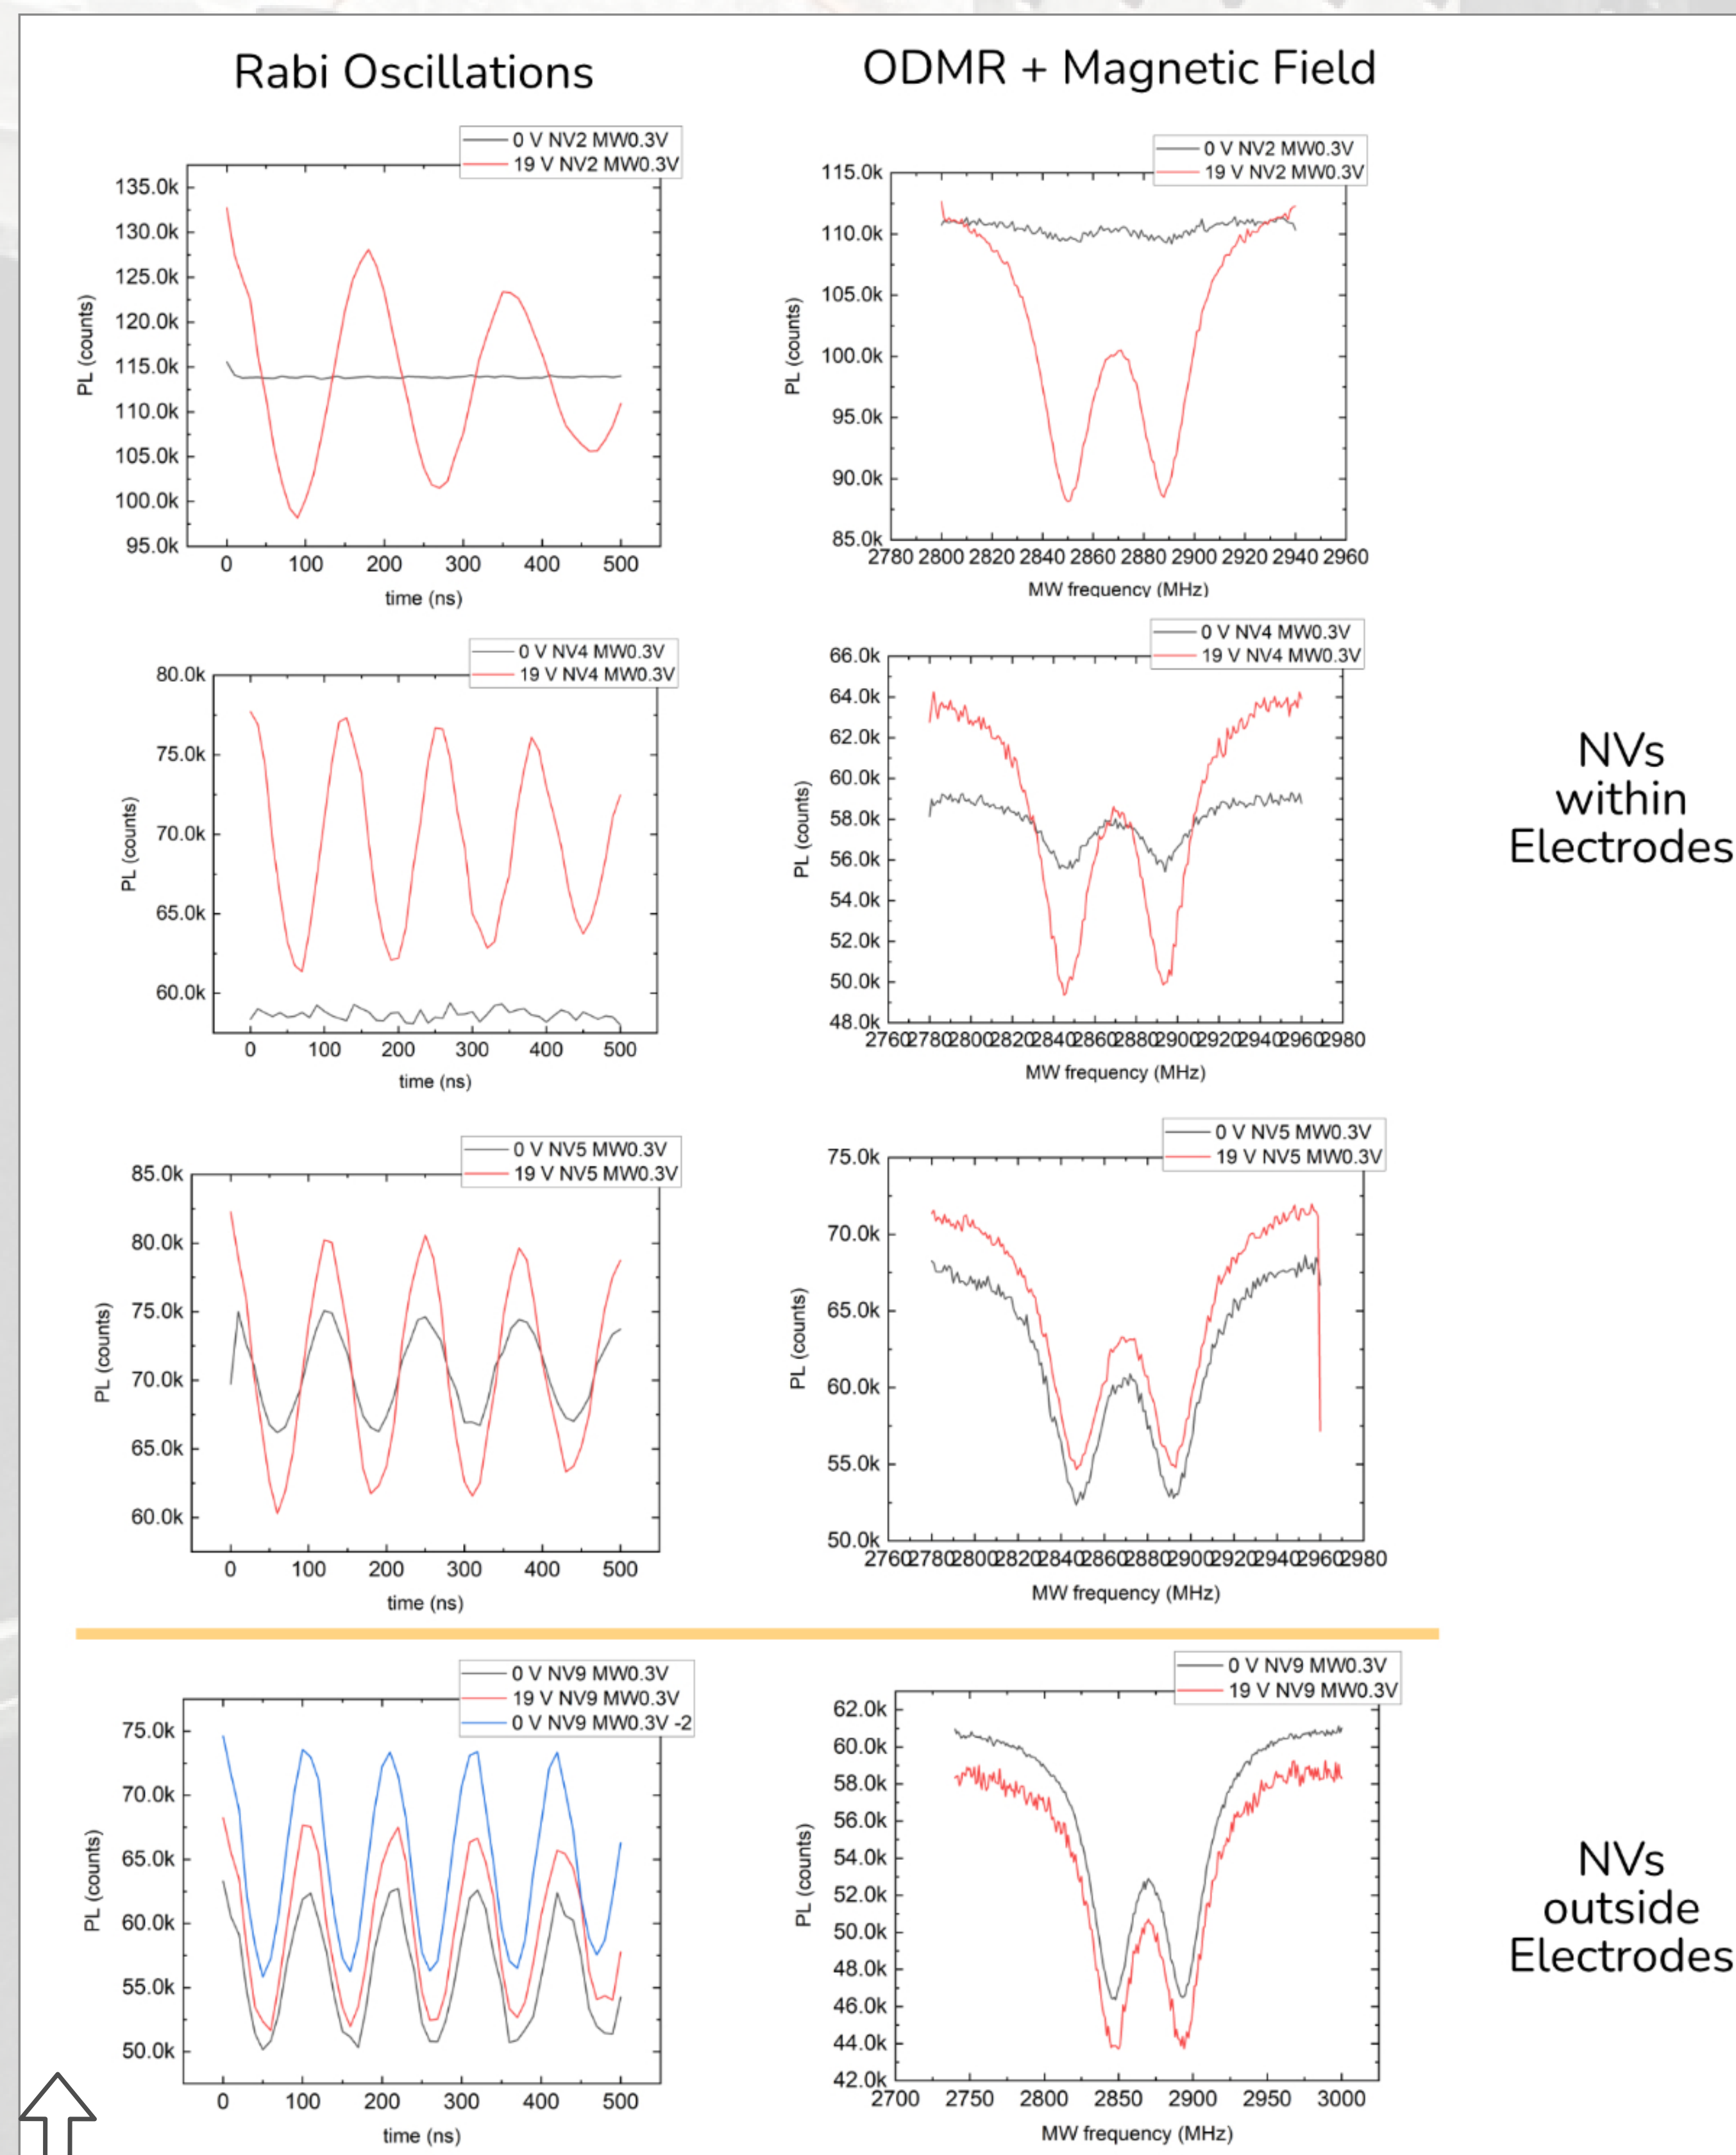 Rabi Oscillations
ODMR + Magnetic Field
0 V NV2 MW0.3V
19 V NV2 MW0.3V
135.0k
130.0k
125.0k
120.0k
115.0k
110.0k
105.0k
100.0k
95.0k
PL (counts)
0 100 200 300 400 500
time (ns)
0 V NV2 MW0.3V
19 V NV2 MW0.3V
115.0k
110.0k
105.0k
100.0k
95.0k
90.0k
85.0k
PL (counts)
2780 2800 2820 2840 2860 2880 2900 2920 2940 2960
MW frequency (MHz)
0 V NV4 MW0.3V
19 V NV4 MW0.3V
80.0k
75.0k
70.0k
65.0k
60.0k
PL (counts)
0 100 200 300 400 500
time (ns)
0 V NV4 MW0.3V
19 V NV4 MW0.3V
66.0k
64.0k
62.0k
60.0k
58.0k
56.0k
54.0k
52.0k
50.0k
48.0k
PL (counts)
2760 2780 2800 2820 2840 2860 2880 2900 2920 2940 2960 2980
MW frequency (MHz)
NVs
within
Electrodes
0 V NV5 MW0.3V
19 V NV5 MW0.3V
85.0k
80.0k
75.0k
70.0k
65.0k
60.0k
PL (counts)
0 100 200 300 400 500
time (ns)
0 V NV5 MW0.3V
19 V NV5 MW0.3V
75.0k
70.0k
65.0k
60.0k
55.0k
50.0k
PL (counts)
2760 2780 2800 2820 2840 2860 2880 2900 2920 2940 2960 2980
MW frequency (MHz)
0 V NV9 MW0.3V
19 V NV9 MW0.3V
0 V NV9 MW0.3V -2
75.0k
70.0k
65.0k
60.0k
55.0k
50.0k
PL (counts)
0 100 200 300 400 500
time (ns)
0 V NV9 MW0.3V
19 V NV9 MW0.3V
62.0k
60.0k
58.0k
56.0k
54.0k
52.0k
50.0k
48.0k
46.0k
44.0k
42.0k
PL (counts)
2700 2750 2800 2850 2900 2950 3000
MW frequency (MHz)
NVs
outside
Electrodes